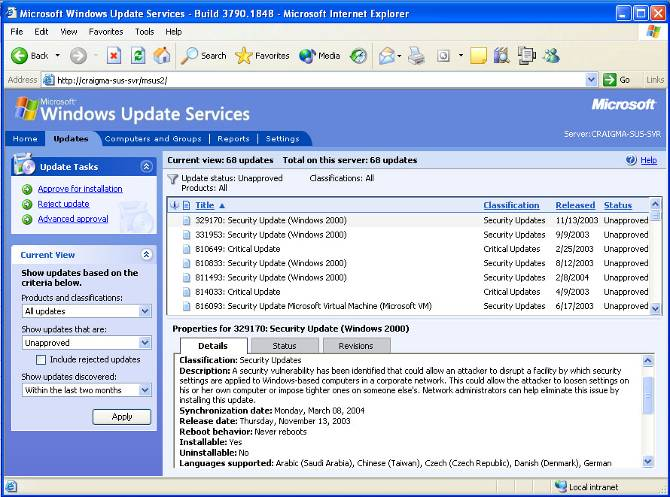 Microsoft Windows Update Services - Build 3790.1848 - Microsoft Internet Explorer
File Edit View Favorites Tools Help
Back Search Favorites Media
Address http://craigma-sus-svr/msus2/ Go Links
Microsoft
Windows Update Services
Microsoft
Home Updates Computers and Groups Reports Settings
Server:CRAIGMA-SUS-SVR
Update Tasks
Approve for installation
Reject update
Advanced approval
Current View
Show updates based on the criteria below.
Products and classifications:
All updates
Show updates that are:
Unapproved
Include rejected updates
Show updates discovered:
Within the last two months
Apply
Current view: 68 updates Total on this server: 68 updates
Help
Update status: Unapproved Classifications: All
Products: All
Title Classification Released Status
329170: Security Update (Windows 2000) Security Updates 11/13/2003 Unapproved
331953: Security Update (Windows 2000) Security Updates 9/9/2003 Unapproved
810649: Critical Update Critical Updates 2/25/2003 Unapproved
810833: Security Update (Windows 2000) Security Updates 8/12/2003 Unapproved
811493: Security Update (Windows 2000) Security Updates 2/8/2004 Unapproved
814033: Critical Update Critical Updates 4/9/2003 Unapproved
816093: Security Update Microsoft Virtual Machine (Microsoft VM) Security Updates 6/17/2003 Unapproved
Properties for 329170: Security Update (Windows 2000)
Details Status Revisions
Classification: Security Updates
Description: A security vulnerability has been identified that could allow an attacker to disrupt a facility by which security
settings are applied to Windows-based computers in a corporate network. This could allow the attacker to loosen settings on
his or her own computer or impose tighter ones on someone else's. Network administrators can help eliminate this issue by
installing this update.
Synchronization date: Monday, March 08, 2004
Release date: Thursday, November 13, 2003
Reboot behavior: Never reboots
Installable: Yes
Uninstallable: No
Languages supported: Arabic (Saudi Arabia), Chinese (Taiwan), Czech (Czech Republic), Danish (Denmark), German
Local intranet